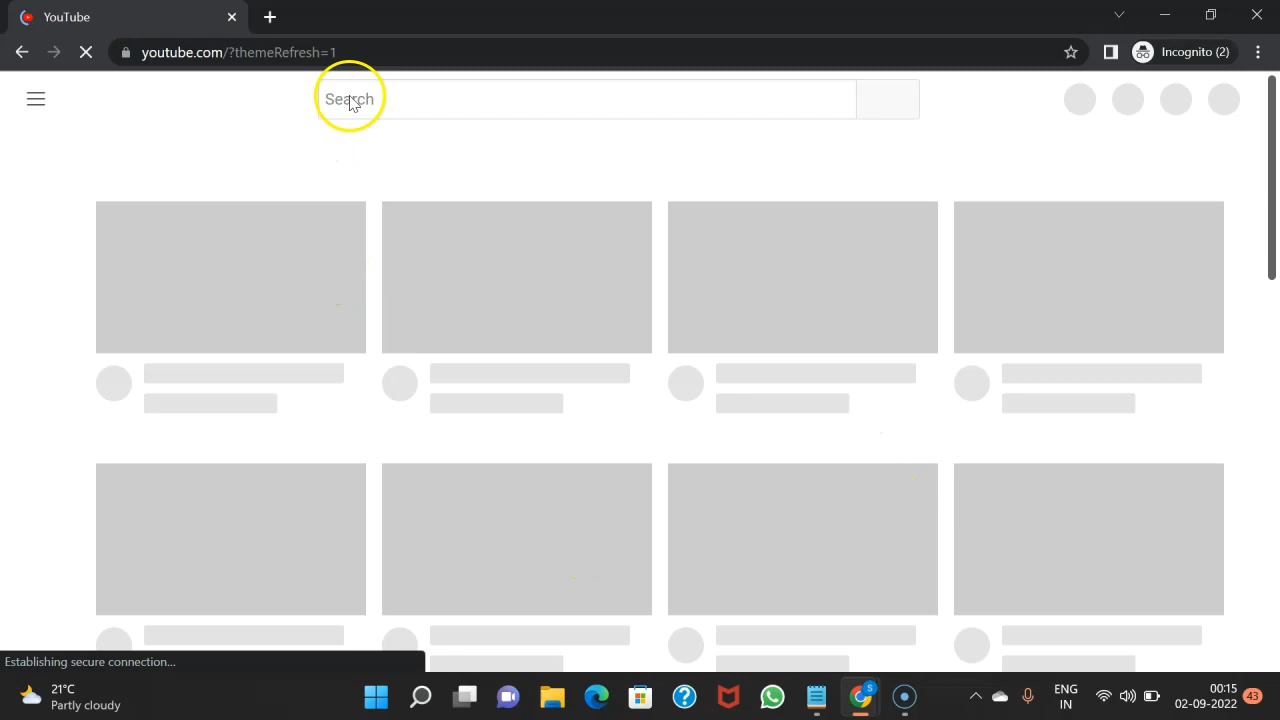 YouTube
youtube.com/?themeRefresh=1
Incognito (2)
Search
Establishing secure connection...
21°C
Partly cloudy
S
ENG
IN
00:15
02-09-2022
43